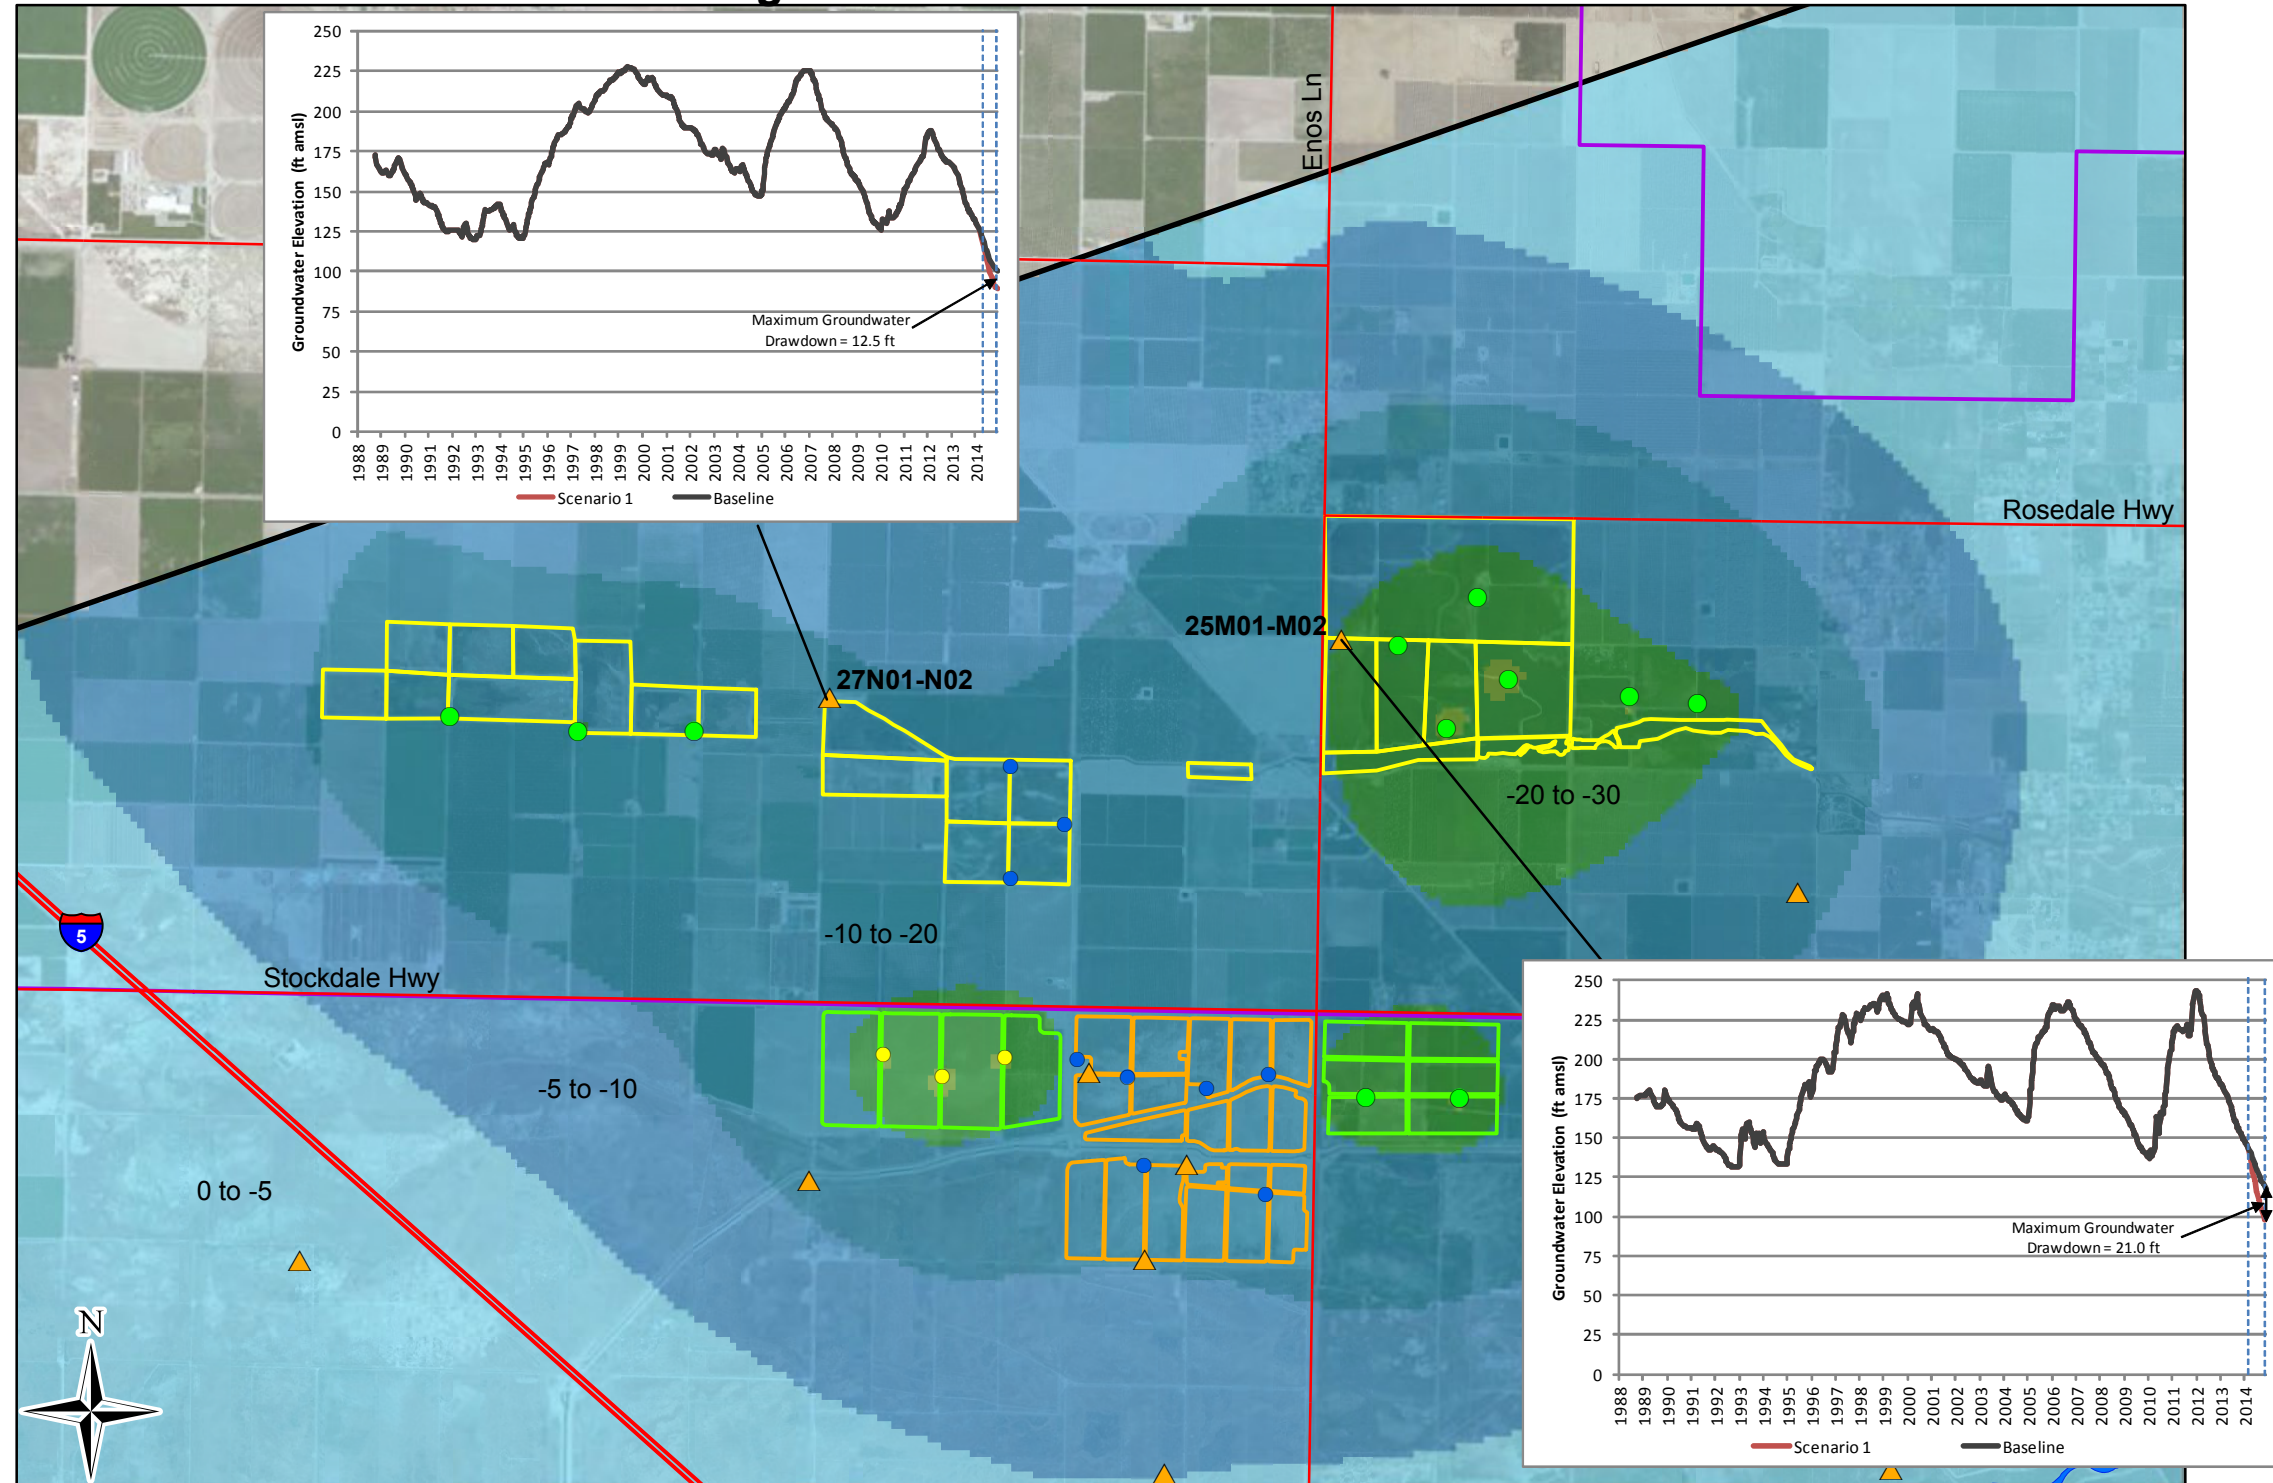 250
225
200
175
150
125
100
75
50
25
0
Groundwater Elevation (ft amsl)
Maximum Groundwater
Drawdown = 12.5 ft
1988 1989 1990 1991 1992 1993 1994 1995 1996 1997 1998 1999 2000 2001 2002 2003 2004 2005 2006 2007 2008 2009 2010 2011 2012 2013 2014
Scenario 1 Baseline
Enos Ln
Rosedale Hwy
25M01-M02
27N01-N02
-20 to -30
-10 to -20
5
Stockdale Hwy
-5 to -10
0 to -5
N
250
225
200
175
150
125
100
75
50
25
0
Groundwater Elevation (ft amsl)
Maximum Groundwater
Drawdown = 21.0 ft
1988 1989 1990 1991 1992 1993 1994 1995 1996 1997 1998 1999 2000 2001 2002 2003 2004 2005 2006 2007 2008 2009 2010 2011 2012 2013 2014
Scenario 1 Baseline